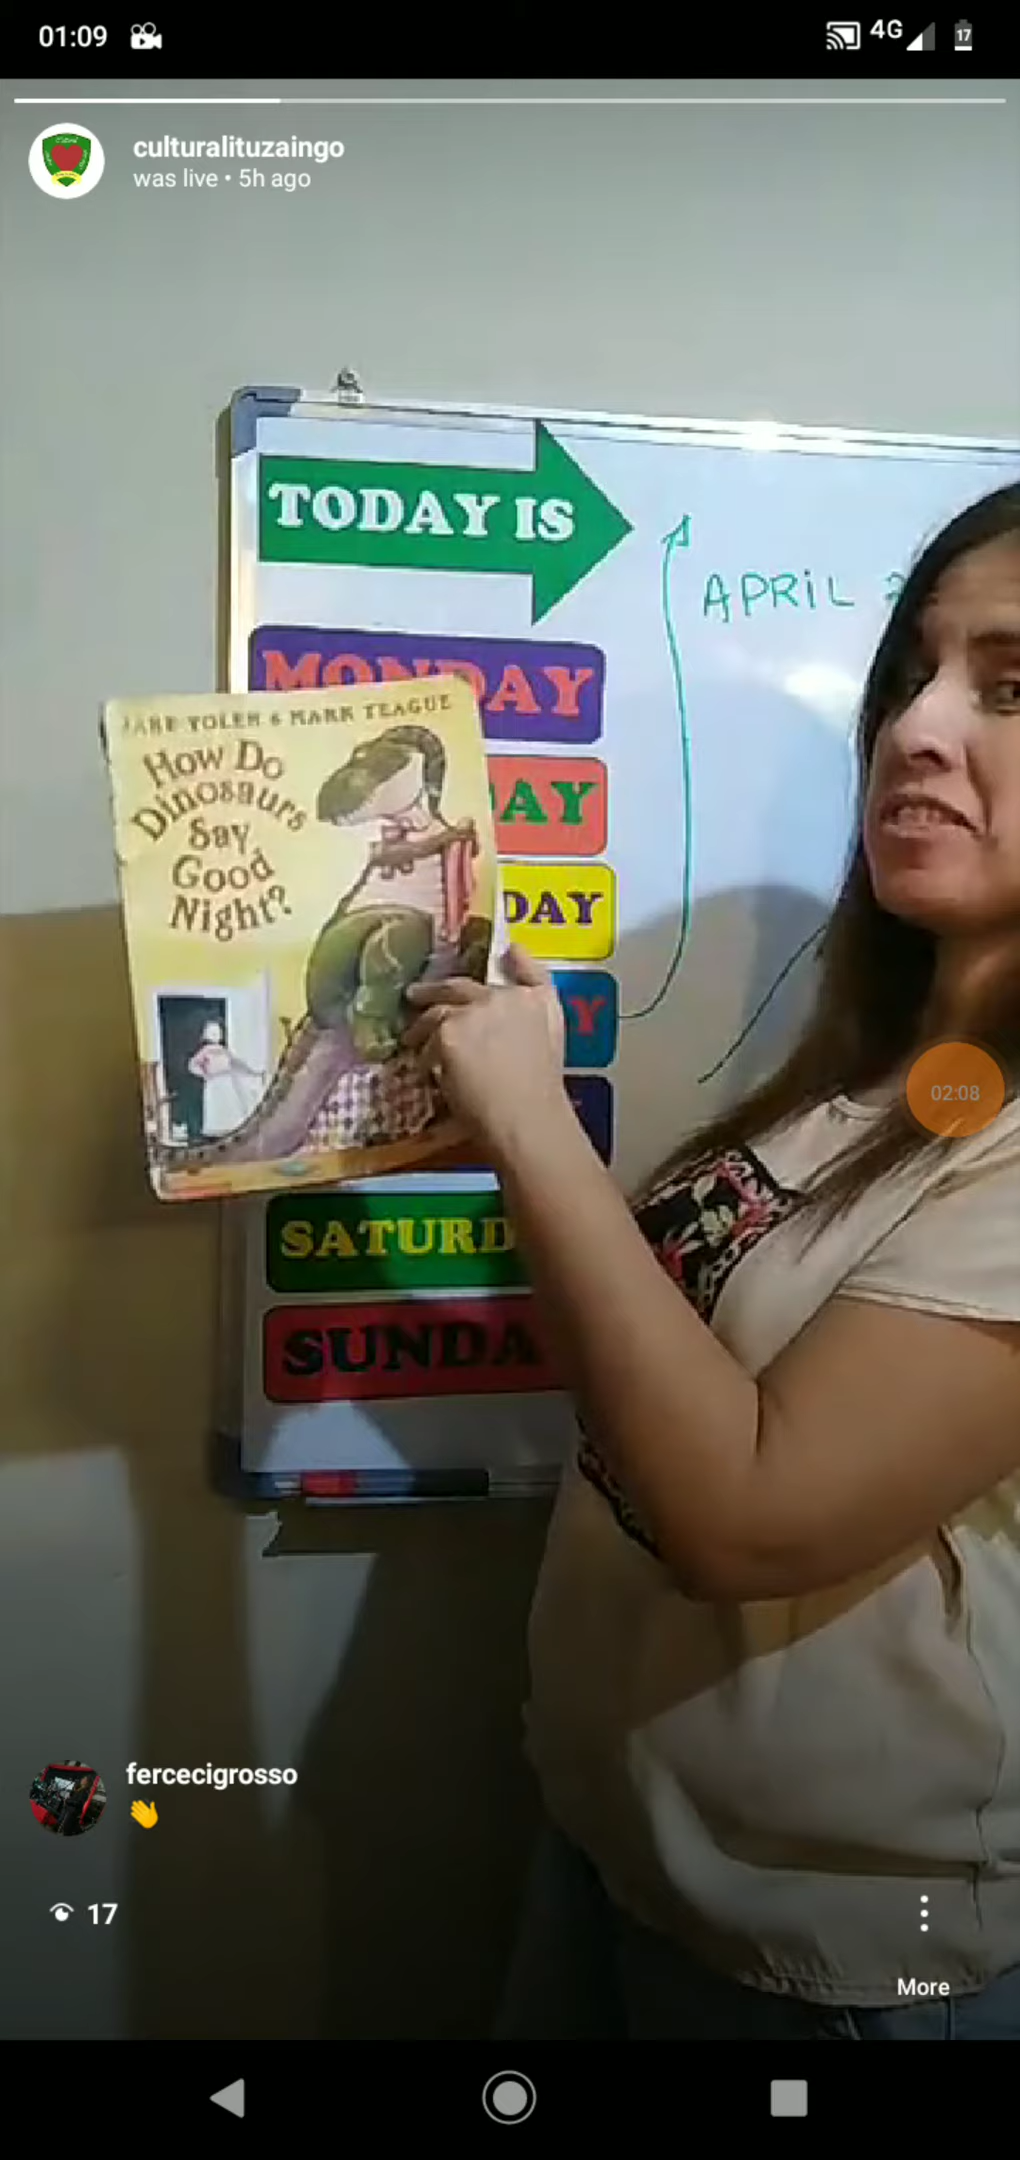 01:09
4G
17
culturalituzaingo
was live • 5h ago
TODAY IS
APRIL
MONDAY
JANE YOLEN & MARK TEAGUE
How Do
Dinosaurs
Say
Good
Night?
AY
DAY
Y
02:08
SATURD
SUNDA
fercecigrosso
👋
17
More